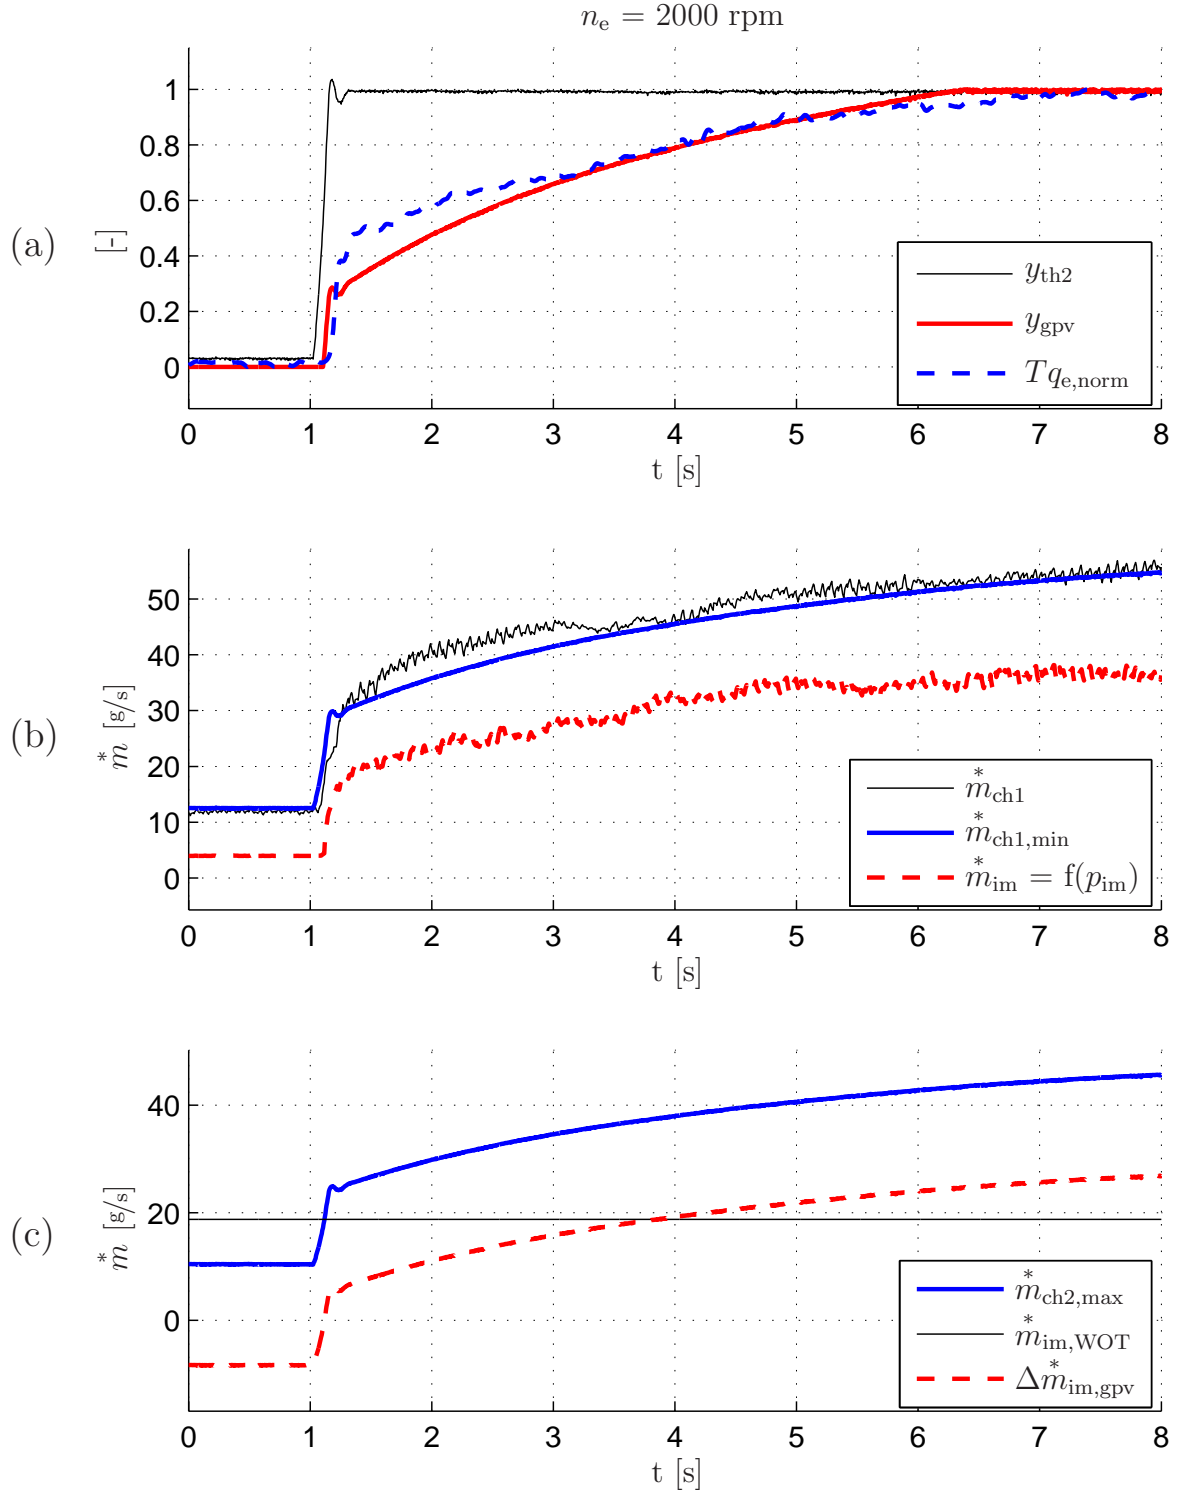 nₑ = 2000 rpm
1
0.8
0.6
0.4
0.2
0
(a)
[-]
y_th2
y_gpv
Tq_e,norm
0 1 2 3 4 5 6 7 8
t [s]
50
40
30
20
10
0
(b)
m* [g/s]
m*_ch1
m*_ch1,min
m*_im = f(p_im)
0 1 2 3 4 5 6 7 8
t [s]
40
20
0
(c)
m* [g/s]
m*_ch2,max
m*_im,WOT
Δm*_im,gpv
0 1 2 3 4 5 6 7 8
t [s]